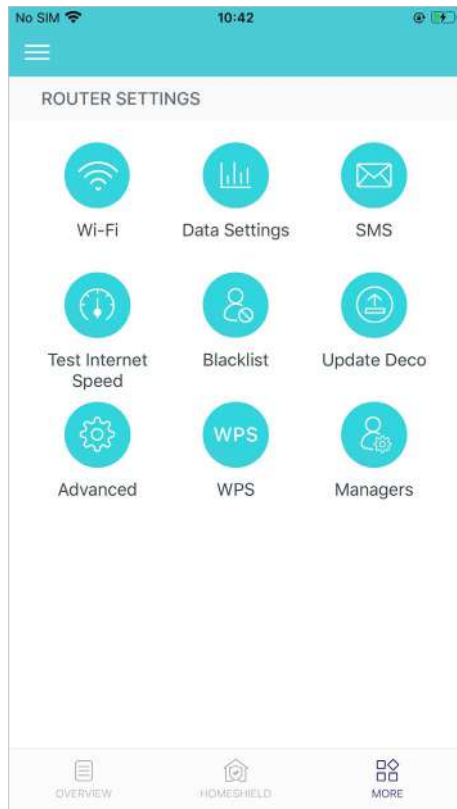 No SIM 10:42
ROUTER SETTINGS
Wi-Fi Data Settings SMS
Test Internet Speed Blacklist Update Deco
WPS
Advanced WPS Managers
OVERVIEW HOMESHIELD MORE